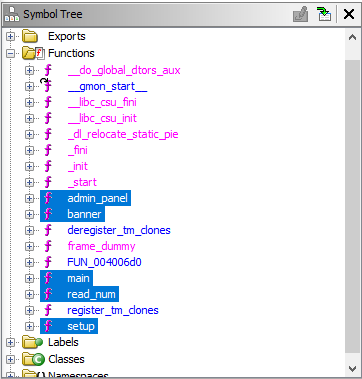 Symbol Tree
Exports
Functions
__do_global_dtors_aux
__gmon_start__
__libc_csu_fini
__libc_csu_init
_dl_relocate_static_pie
_fini
_init
_start
admin_panel
banner
deregister_tm_clones
frame_dummy
FUN_004006d0
main
read_num
register_tm_clones
setup
Labels
Classes
Namespaces